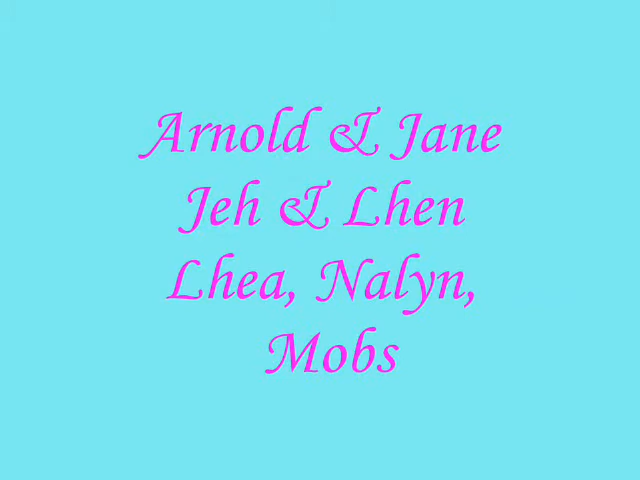 Arnold & Jane
Jeh & Lhen
Lhea, Nalyn,
Mobs